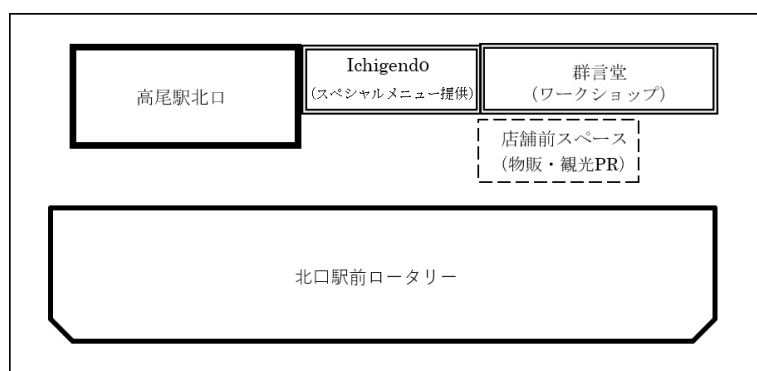 高尾駅北口
Ichigendo
(スペシャルメニュー提供)
群言堂
(ワークショップ)
店舗前スペース
(物販・観光PR)
北口駅前ロータリー